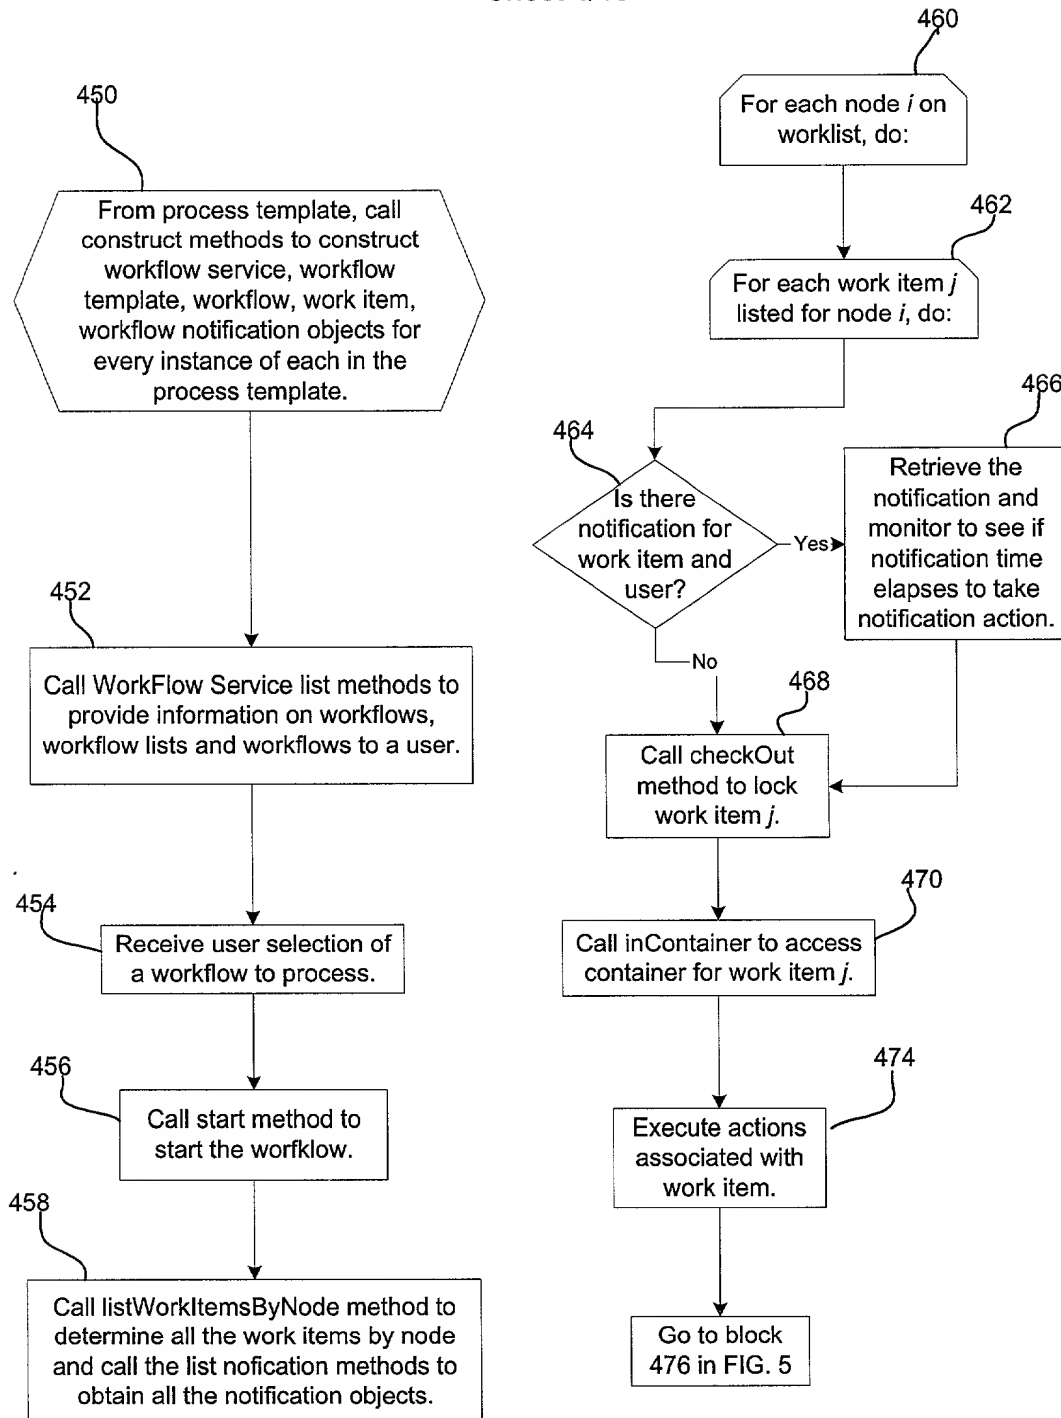 450
From process template, call
construct methods to construct
workflow service, workflow
template, workflow, work item,
workflow notification objects for
every instance of each in the
process template.
452
Call WorkFlow Service list methods to
provide information on workflows,
workflow lists and workflows to a user.
454
Receive user selection of
a workflow to process.
456
Call start method to
start the worfklow.
458
Call listWorkItemsByNode method to
determine all the work items by node
and call the list nofication methods to
obtain all the notification objects.
460
For each node i on
worklist, do:
462
For each work item j
listed for node i, do:
464
Is there
notification for
work item and
user?
Yes
No
466
Retrieve the
notification and
monitor to see if
notification time
elapses to take
notification action.
468
Call checkOut
method to lock
work item j.
470
Call inContainer to access
container for work item j.
474
Execute actions
associated with
work item.
Go to block
476 in FIG. 5